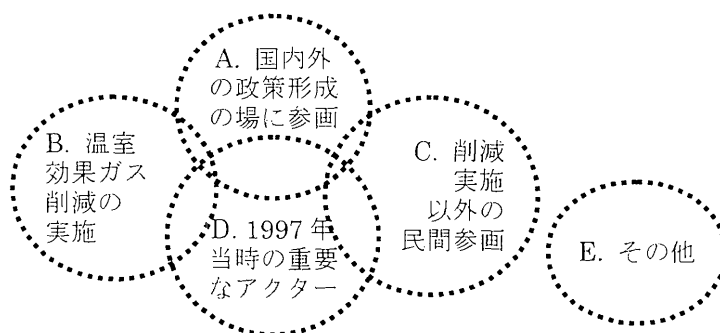 A. 国内外
の政策形成
の場に参画
B. 温室
効果ガス
削減の
実施
C. 削減
実施
以外の
民間参画
D. 1997 年
当時の重要
なアクター
E. その他